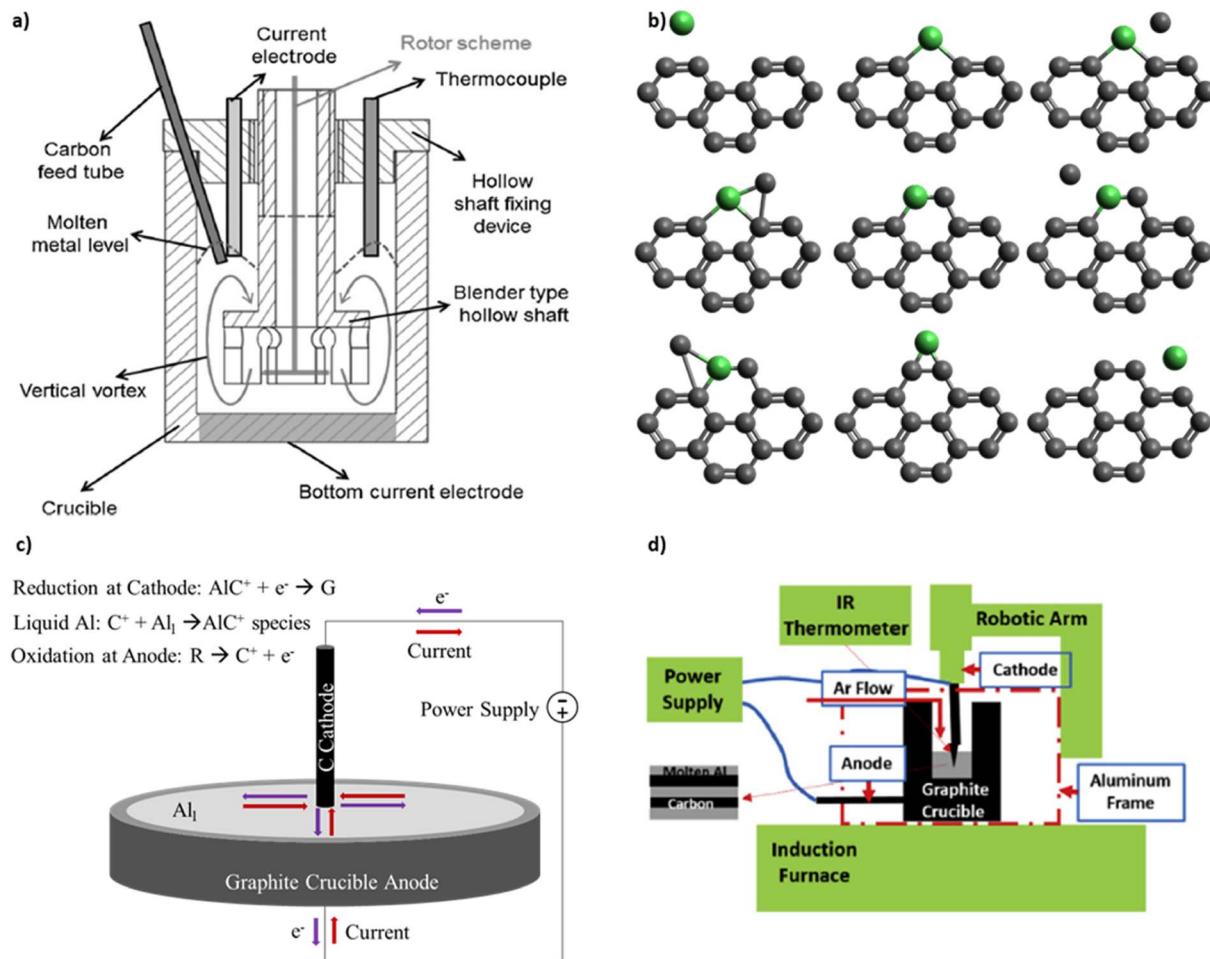 a)
Current
electrode
Rotor scheme
Thermocouple
Carbon
feed tube
Hollow
shaft fixing
device
Molten
metal level
Blender type
hollow shaft
Vertical vortex
Bottom current electrode
Crucible
b)
c)
Reduction at Cathode: AlC⁺ + e⁻ → G
Liquid Al: C⁺ + Alₗ → AlC⁺ species
Oxidation at Anode: R → C⁺ + e⁻
e⁻
Current
C Cathode
Power Supply
−
+
Alₗ
Graphite Crucible Anode
e⁻
Current
d)
IR
Thermometer
Robotic Arm
Power
Supply
Ar Flow
Cathode
Anode
Molten Al
Carbon
Graphite
Crucible
Aluminum
Frame
Induction
Furnace